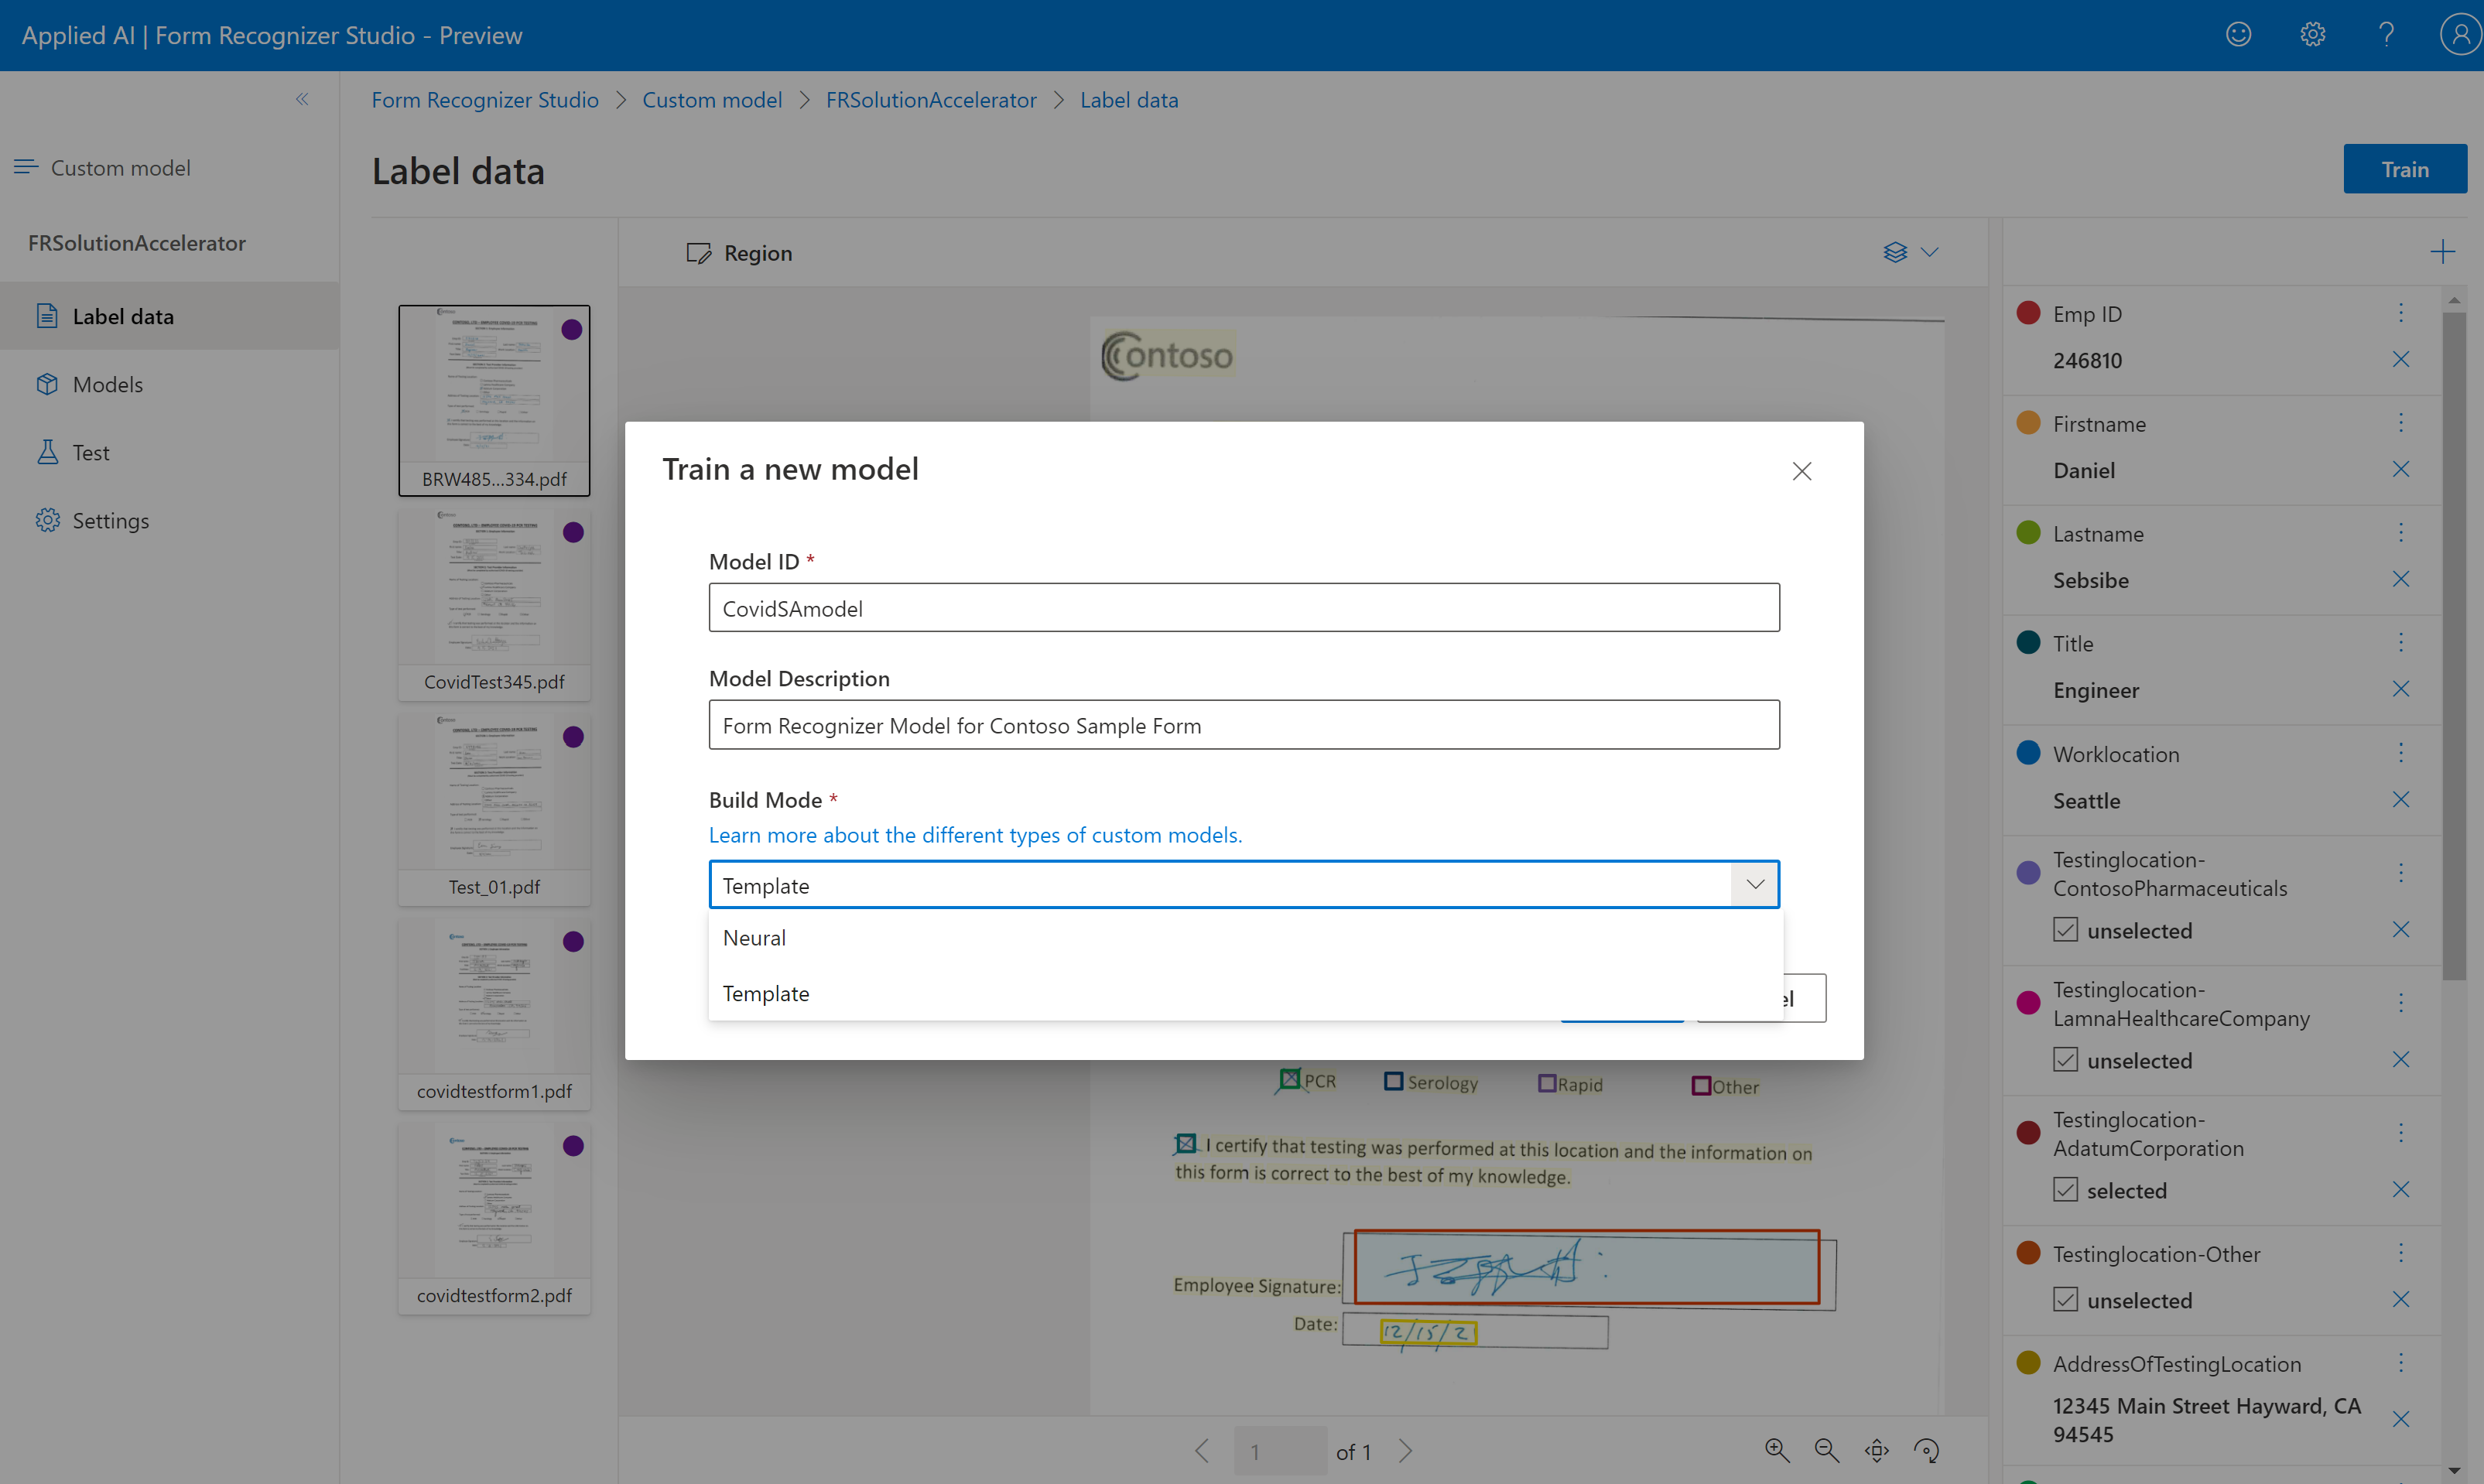 Applied AI | Form Recognizer Studio - Preview
Form Recognizer Studio > Custom model > FRSolutionAccelerator > Label data
Custom model
FRSolutionAccelerator
Label data
Models
Test
Settings
Label data
Train
Region
BRW485...334.pdf
CovidTest345.pdf
Test_01.pdf
covidtestform1.pdf
covidtestform2.pdf
Contoso
Train a new model
Model ID *
CovidSAmodel
Model Description
Form Recognizer Model for Contoso Sample Form
Build Mode *
Learn more about the different types of custom models.
Template
Neural
Template
PCR Serology Rapid Other
I certify that testing was performed at this location and the information on
this form is correct to the best of my knowledge.
Employee Signature:
Date: 12/15/21
1 of 1
Emp ID
246810
Firstname
Daniel
Lastname
Sebsibe
Title
Engineer
Worklocation
Seattle
Testinglocation-
ContosoPharmaceuticals
unselected
Testinglocation-
LamnaHealthcareCompany
unselected
Testinglocation-
AdatumCorporation
selected
Testinglocation-Other
unselected
AddressOfTestingLocation
12345 Main Street Hayward, CA
94545